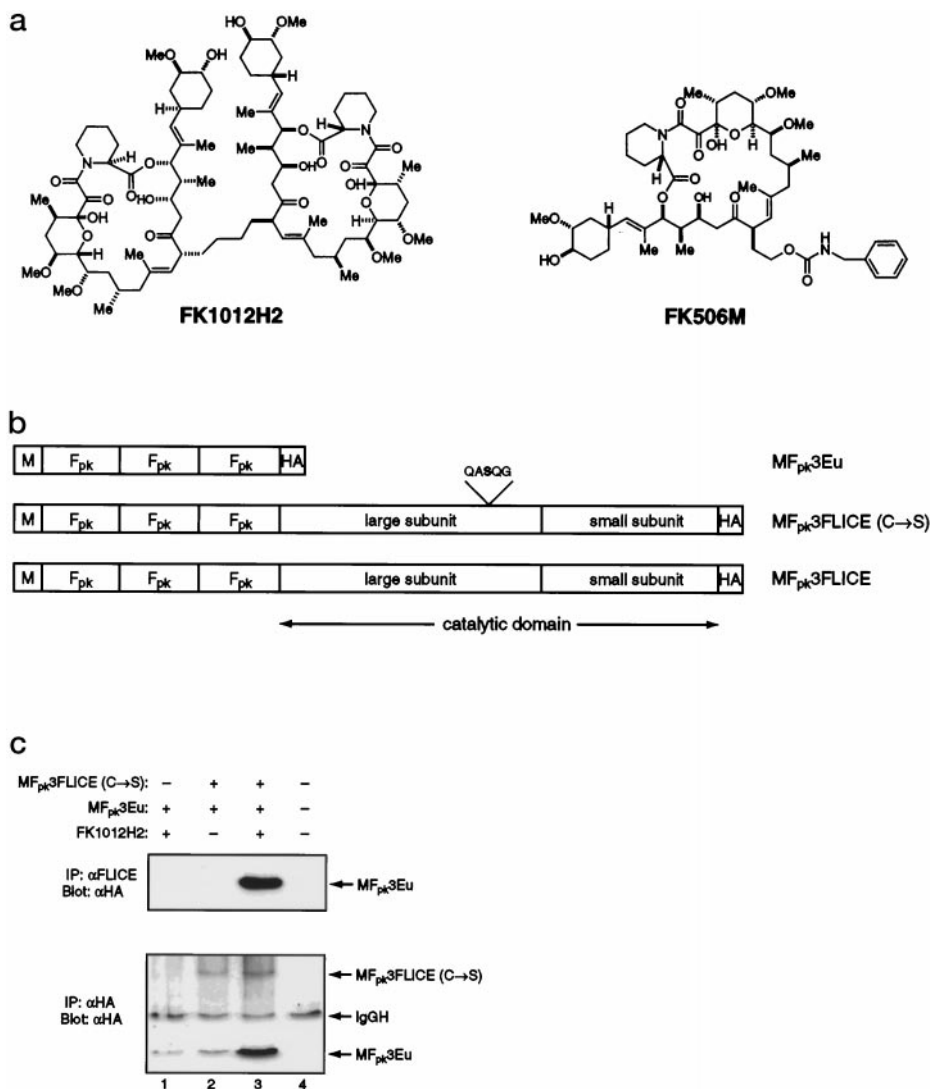 a
HO OMe
MeO OH
H
H Me
Me
O H
N
O
N H O
O O Me OH
O Me
O OH
O
Me OH
O
HO
O Me
Me
O
H
O H
OMe
OMe
MeO MeO Me
Me OMe
Me
FK1012H2
Me OMe
O
N O OH O H
OMe
H O
Me
O OH O Me
MeO H
HO Me Me
O N
H
O
FK506M
b
M Fpk Fpk Fpk HA MFpk3Eu
QASQG
M Fpk Fpk Fpk large subunit small subunit HA MFpk3FLICE (C→S)
M Fpk Fpk Fpk large subunit small subunit HA MFpk3FLICE
catalytic domain
c
MFpk3FLICE (C→S): – + + –
MFpk3Eu: + + + –
FK1012H2: + – + –
IP: αFLICE
Blot: αHA
MFpk3Eu
MFpk3FLICE (C→S)
IP: αHA
Blot: αHA
IgGH
MFpk3Eu
1 2 3 4